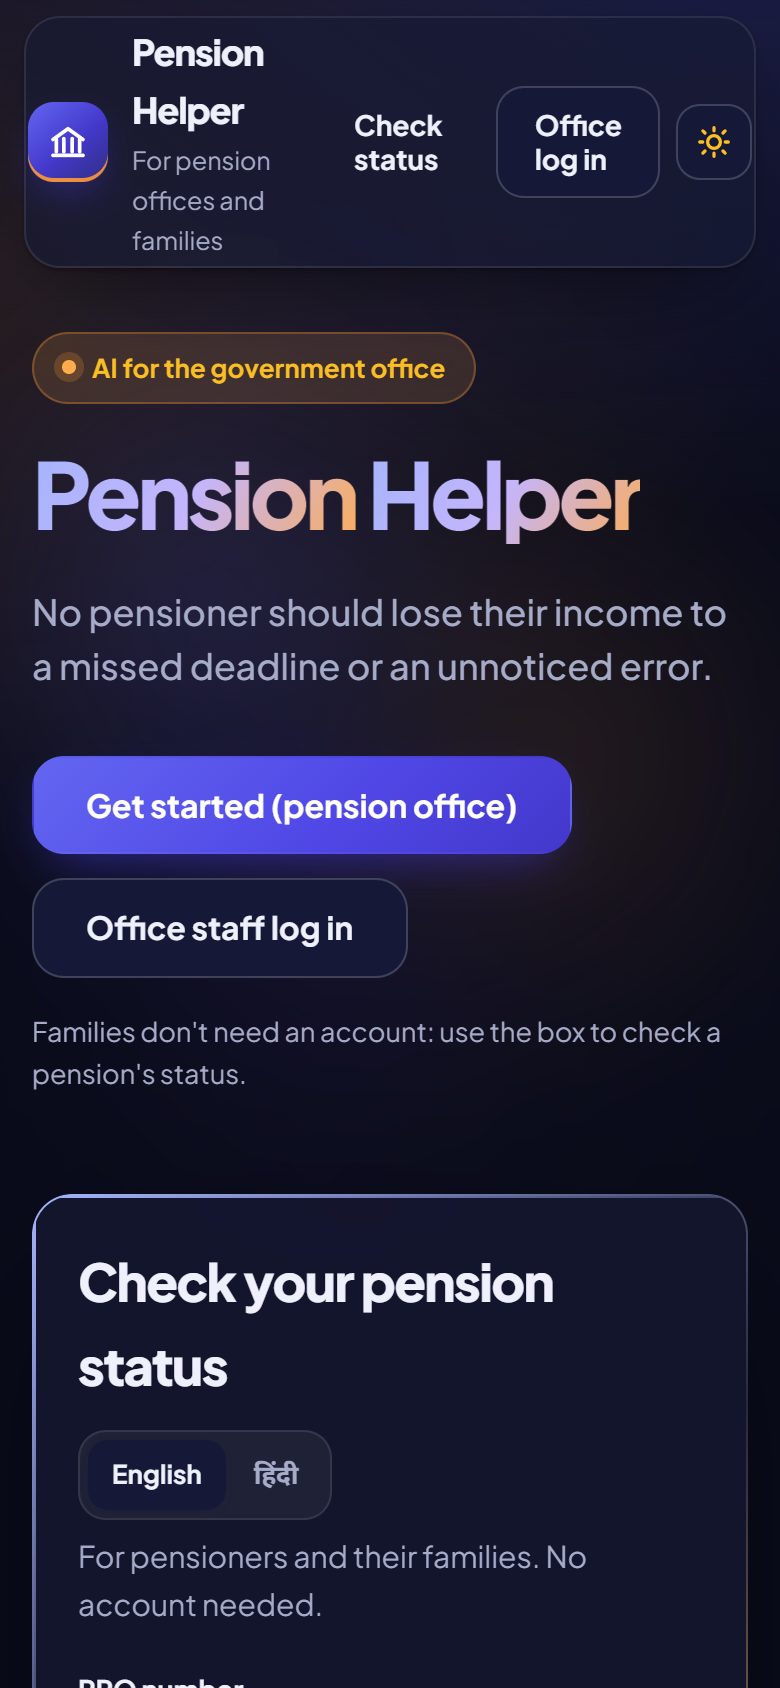 Pension
Helper
For pension
offices and
families
Check
status
Office
log in
AI for the government office
Pension Helper
No pensioner should lose their income to
a missed deadline or an unnoticed error.
Get started (pension office)
Office staff log in
Families don't need an account: use the box to check a
pension's status.
Check your pension
status
English
हिंदी
For pensioners and their families. No
account needed.
PPO number